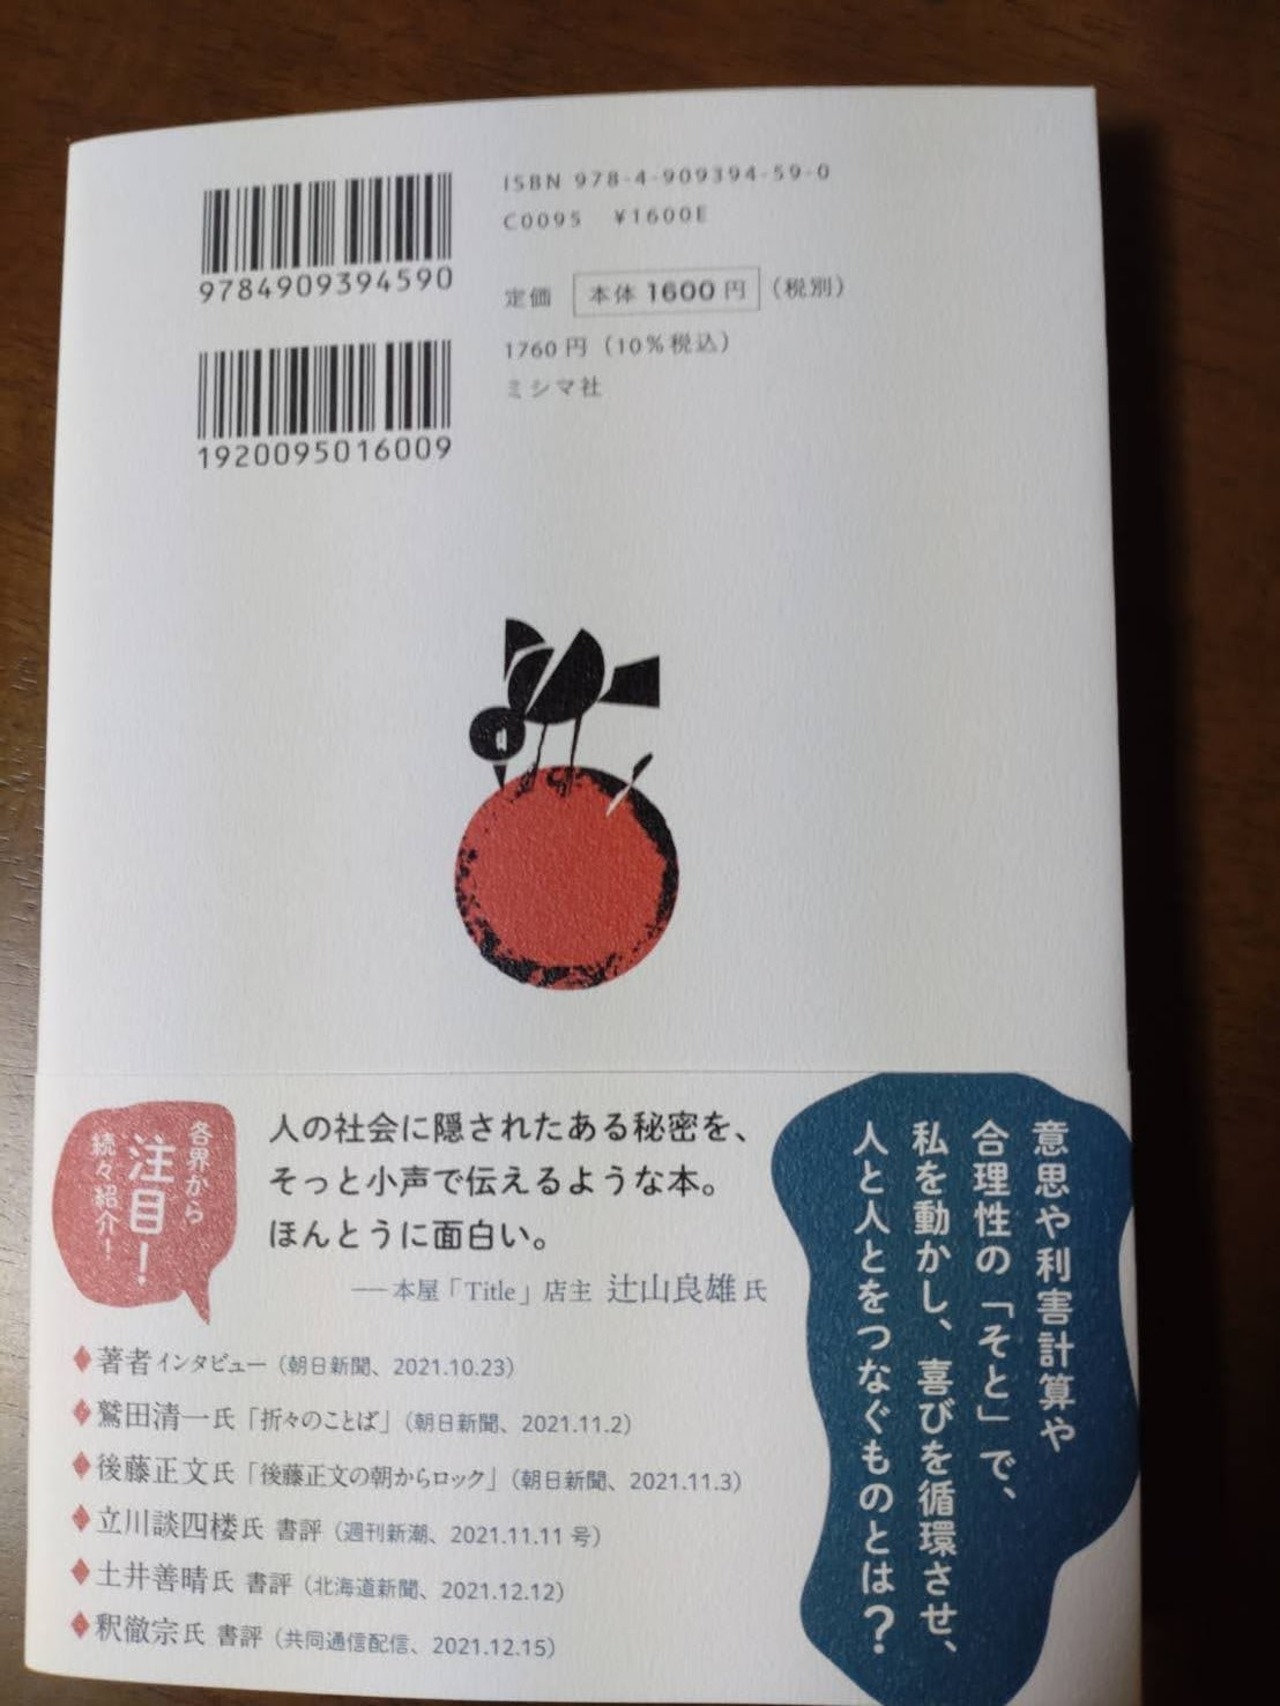 9784909394590
1920095016009
ISBN 978-4-909394-59-0
C0095 ¥1600E
定価 本体1600円（税別）
1760円（10％税込）
ミシマ社
各界から
注目！
続々紹介！
人の社会に隠されたある秘密を、
そっと小声で伝えるような本。
ほんとうに面白い。
──本屋「Title」店主 辻山良雄氏
◆著者インタビュー（朝日新聞、2021.10.23）
◆鷲田清一氏「折々のことば」（朝日新聞、2021.11.2）
◆後藤正文氏「後藤正文の朝からロック」（朝日新聞、2021.11.3）
◆立川談四楼氏 書評（週刊新潮、2021.11.11 号）
◆土井善晴氏 書評（北海道新聞、2021.12.12）
◆釈徹宗氏 書評（共同通信配信、2021.12.15）
意思や利害計算や
合理性の「そと」で、
私を動かし、喜びを循環させ、
人と人とをつなぐものとは？